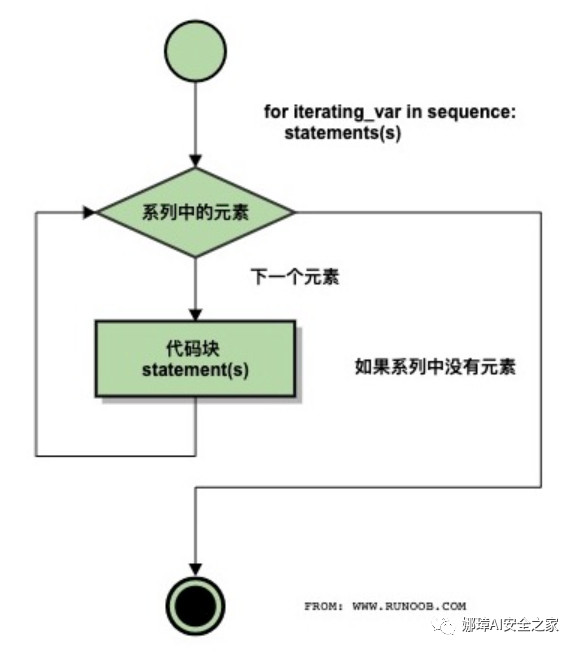 for iterating_var in sequence:
statements(s)
系列中的元素
下一个元素
代码块
statement(s)
如果系列中没有元素
FROM: WWW.RUNOOB.COM
娜璋AI安全之家